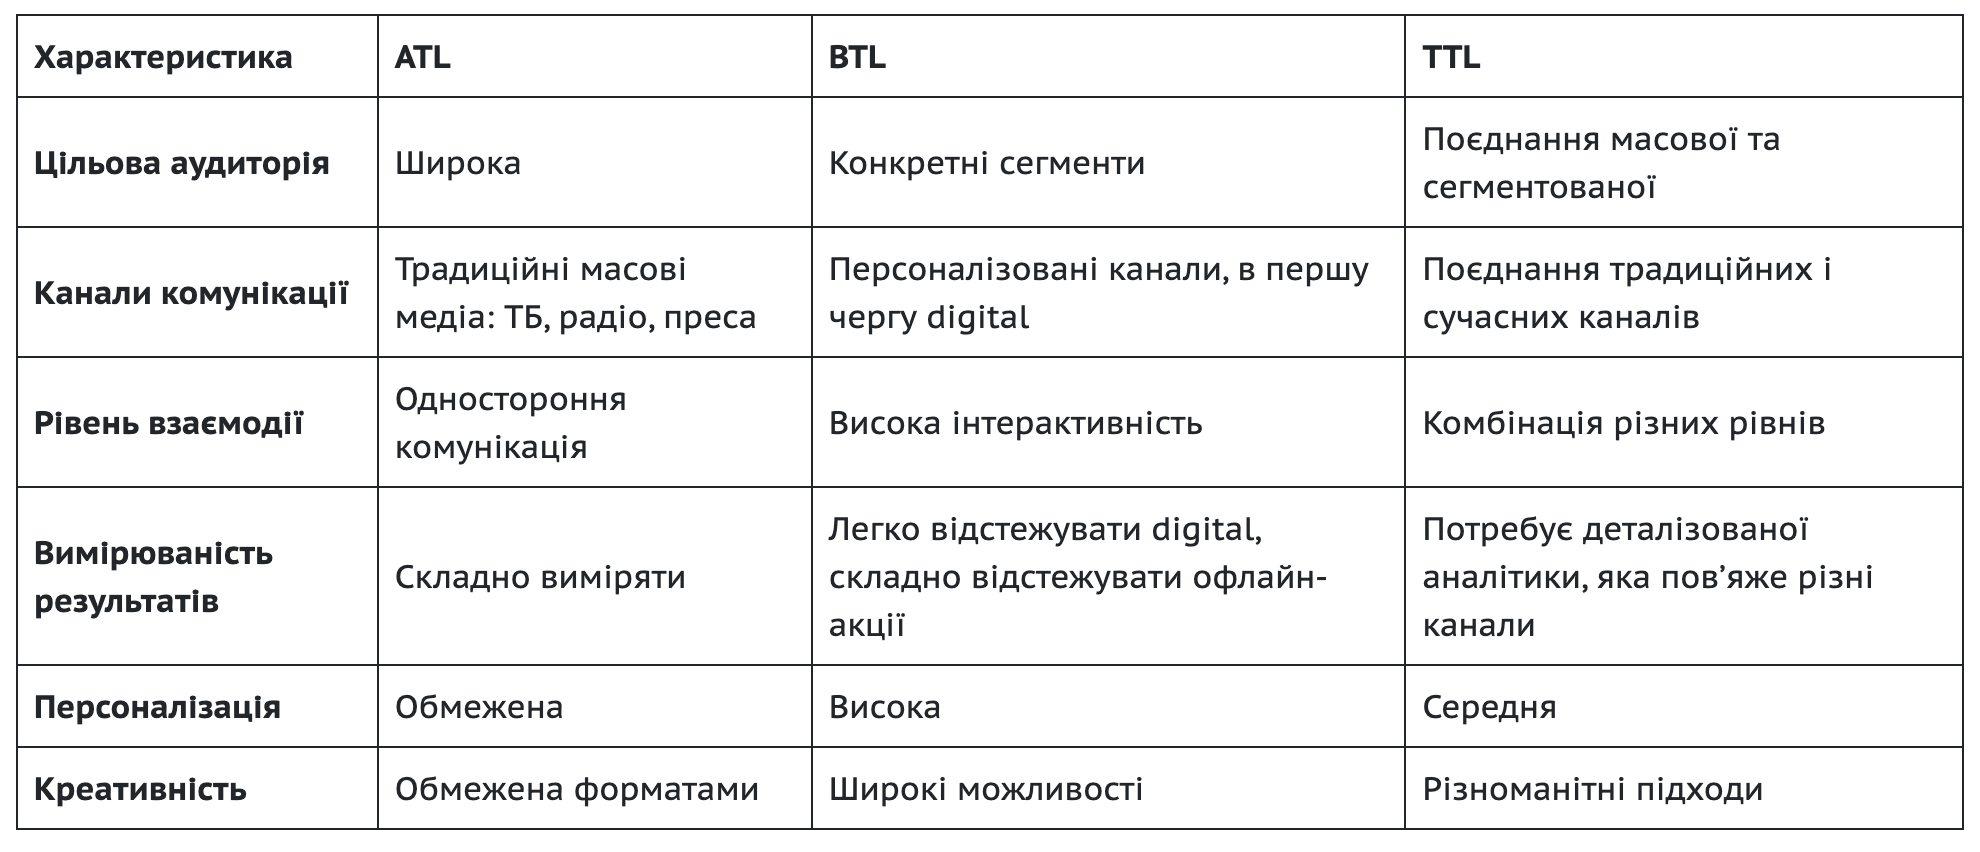 Характеристика
ATL
BTL
TTL
Цільова аудиторія
Широка
Конкретні сегменти
Поєднання масової та
сегментованої
Канали комунікації
Традиційні масові
медіа: ТБ, радіо, преса
Персоналізовані канали, в першу
чергу digital
Поєднання традиційних і
сучасних каналів
Рівень взаємодії
Одностороння
комунікація
Висока інтерактивність
Комбінація різних рівнів
Вимірюваність
результатів
Складно виміряти
Легко відстежувати digital,
складно відстежувати офлайн-
акції
Потребує деталізованої
аналітики, яка пов’яже різні
канали
Персоналізація
Обмежена
Висока
Середня
Креативність
Обмежена форматами
Широкі можливості
Різноманітні підходи